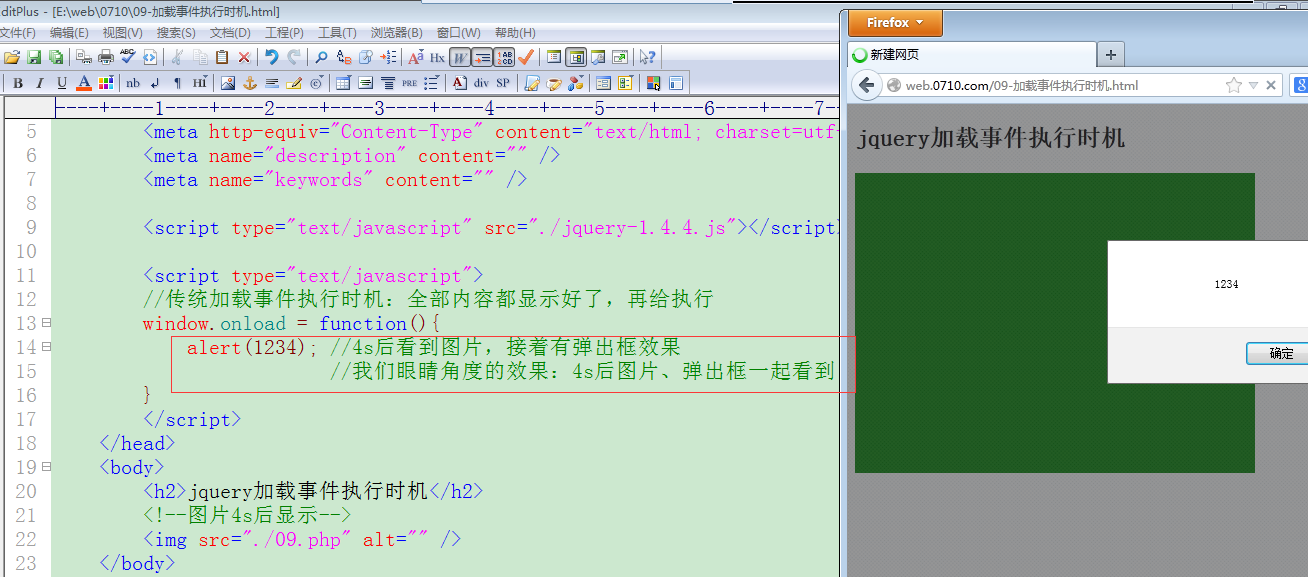 ditPlus - [E:\web\0710\09-加载事件执行时机.html]
文件(F) 编辑(E) 视图(V) 搜索(S) 文档(D) 工程(P) 工具(T) 浏览器(B) 窗口(W) 帮助(H)
B I U A nb ¶ HI PRE A div SP
----+----1----+----2----+----3----+----4----+----5----+----6----+----7--
5 <meta http-equiv="Content-Type" content="text/html; charset=utf-
6 <meta name="description" content="" />
7 <meta name="keywords" content="" />
8
9 <script type="text/javascript" src="./jquery-1.4.4.js"></script>
10
11 <script type="text/javascript">
12 //传统加载事件执行时机：全部内容都显示好了，再给执行
13 window.onload = function(){
14 alert(1234); //4s后看到图片，接着有弹出框效果
15 //我们眼睛角度的效果：4s后图片、弹出框一起看到
16 }
17 </script>
18 </head>
19 <body>
20 <h2>jquery加载事件执行时机</h2>
21 <!--图片4s后显示-->
22 <img src="./09.php" alt="" />
23 </body>
Firefox
新建网页
web.0710.com/09-加载事件执行时机.html
jquery加载事件执行时机
1234
确定